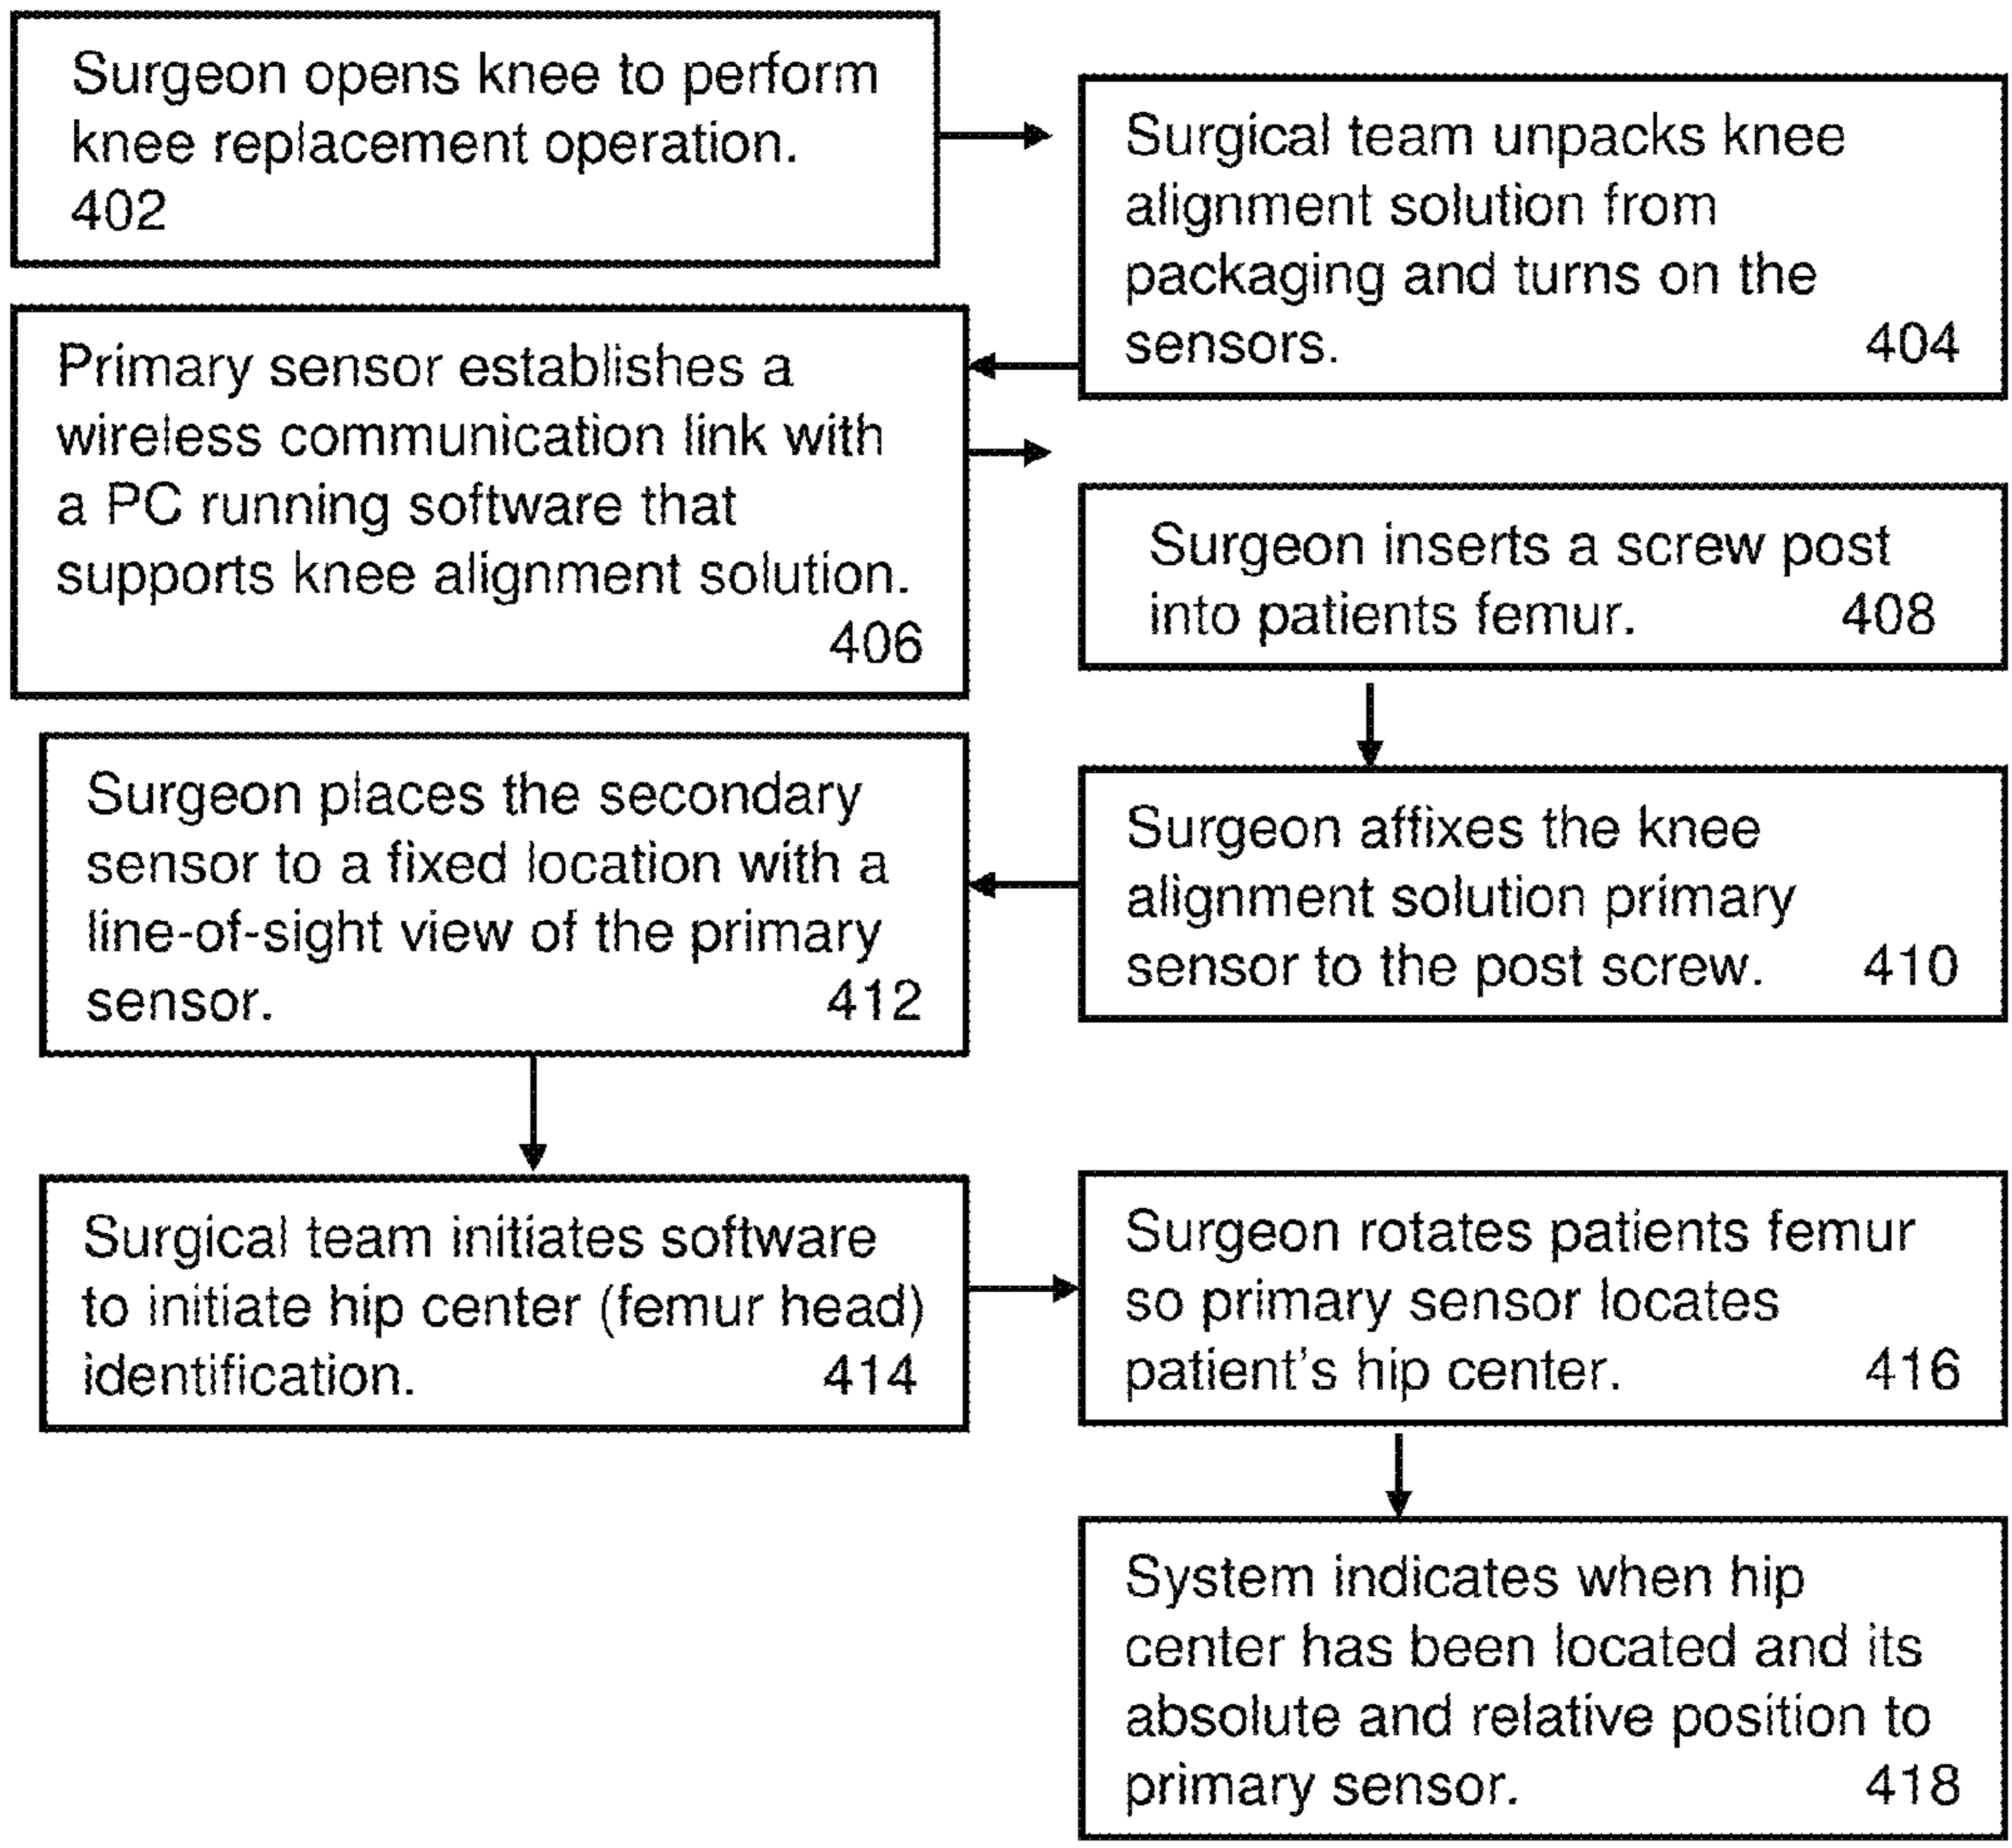 Surgeon opens knee to perform
knee replacement operation.
402
Surgical team unpacks knee
alignment solution from
packaging and turns on the
sensors. 404
Primary sensor establishes a
wireless communication link with
a PC running software that
supports knee alignment solution.
406
Surgeon inserts a screw post
into patients femur. 408
Surgeon affixes the knee
alignment solution primary
sensor to the post screw. 410
Surgeon places the secondary
sensor to a fixed location with a
line-of-sight view of the primary
sensor. 412
Surgical team initiates software
to initiate hip center (femur head)
identification. 414
Surgeon rotates patients femur
so primary sensor locates
patient's hip center. 416
System indicates when hip
center has been located and its
absolute and relative position to
primary sensor. 418